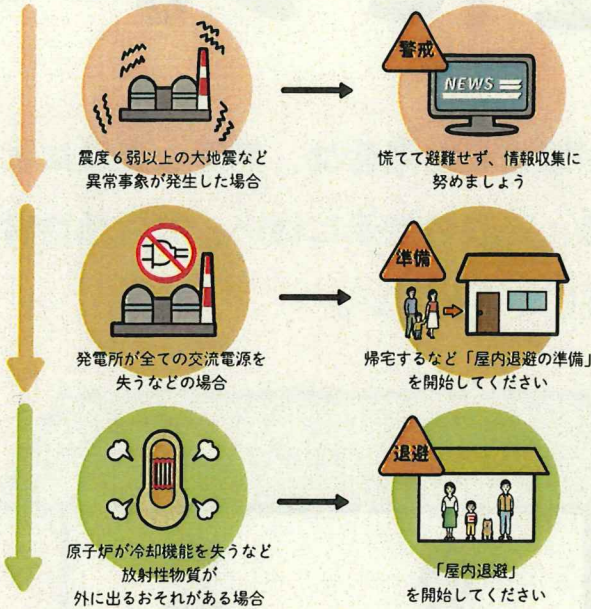 警戒
NEWS
震度6弱以上の大地震など
異常事象が発生した場合
慌てて避難せず、情報収集に
努めましょう
準備
発電所が全ての交流電源を
失うなどの場合
帰宅するなど「屋内退避の準備」
を開始してください
退避
原子炉が冷却機能を失うなど
放射性物質が
外に出るおそれがある場合
「屋内退避」
を開始してください